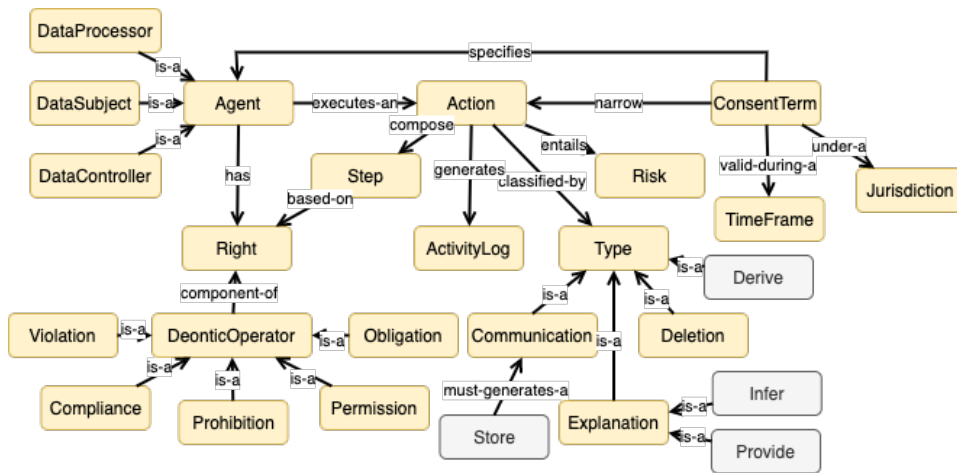 DataProcessor
specifies
is-a
DataSubject
is-a
Agent
executes-an
Action
narrow
ConsentTerm
compose
is-a
entails
under-a
has
generates
valid-during-a
DataController
Step
classified-by
Risk
Jurisdiction
based-on
TimeFrame
Right
ActivityLog
Type
is-a
Derive
component-of
is-a
is-a
Violation
is-a
DeonticOperator
is-a
Obligation
Communication
is-a
Deletion
is-a
is-a
is-a
must-generates-a
Infer
Compliance
Prohibition
Permission
is-a
Store
Explanation
is-a
Provide